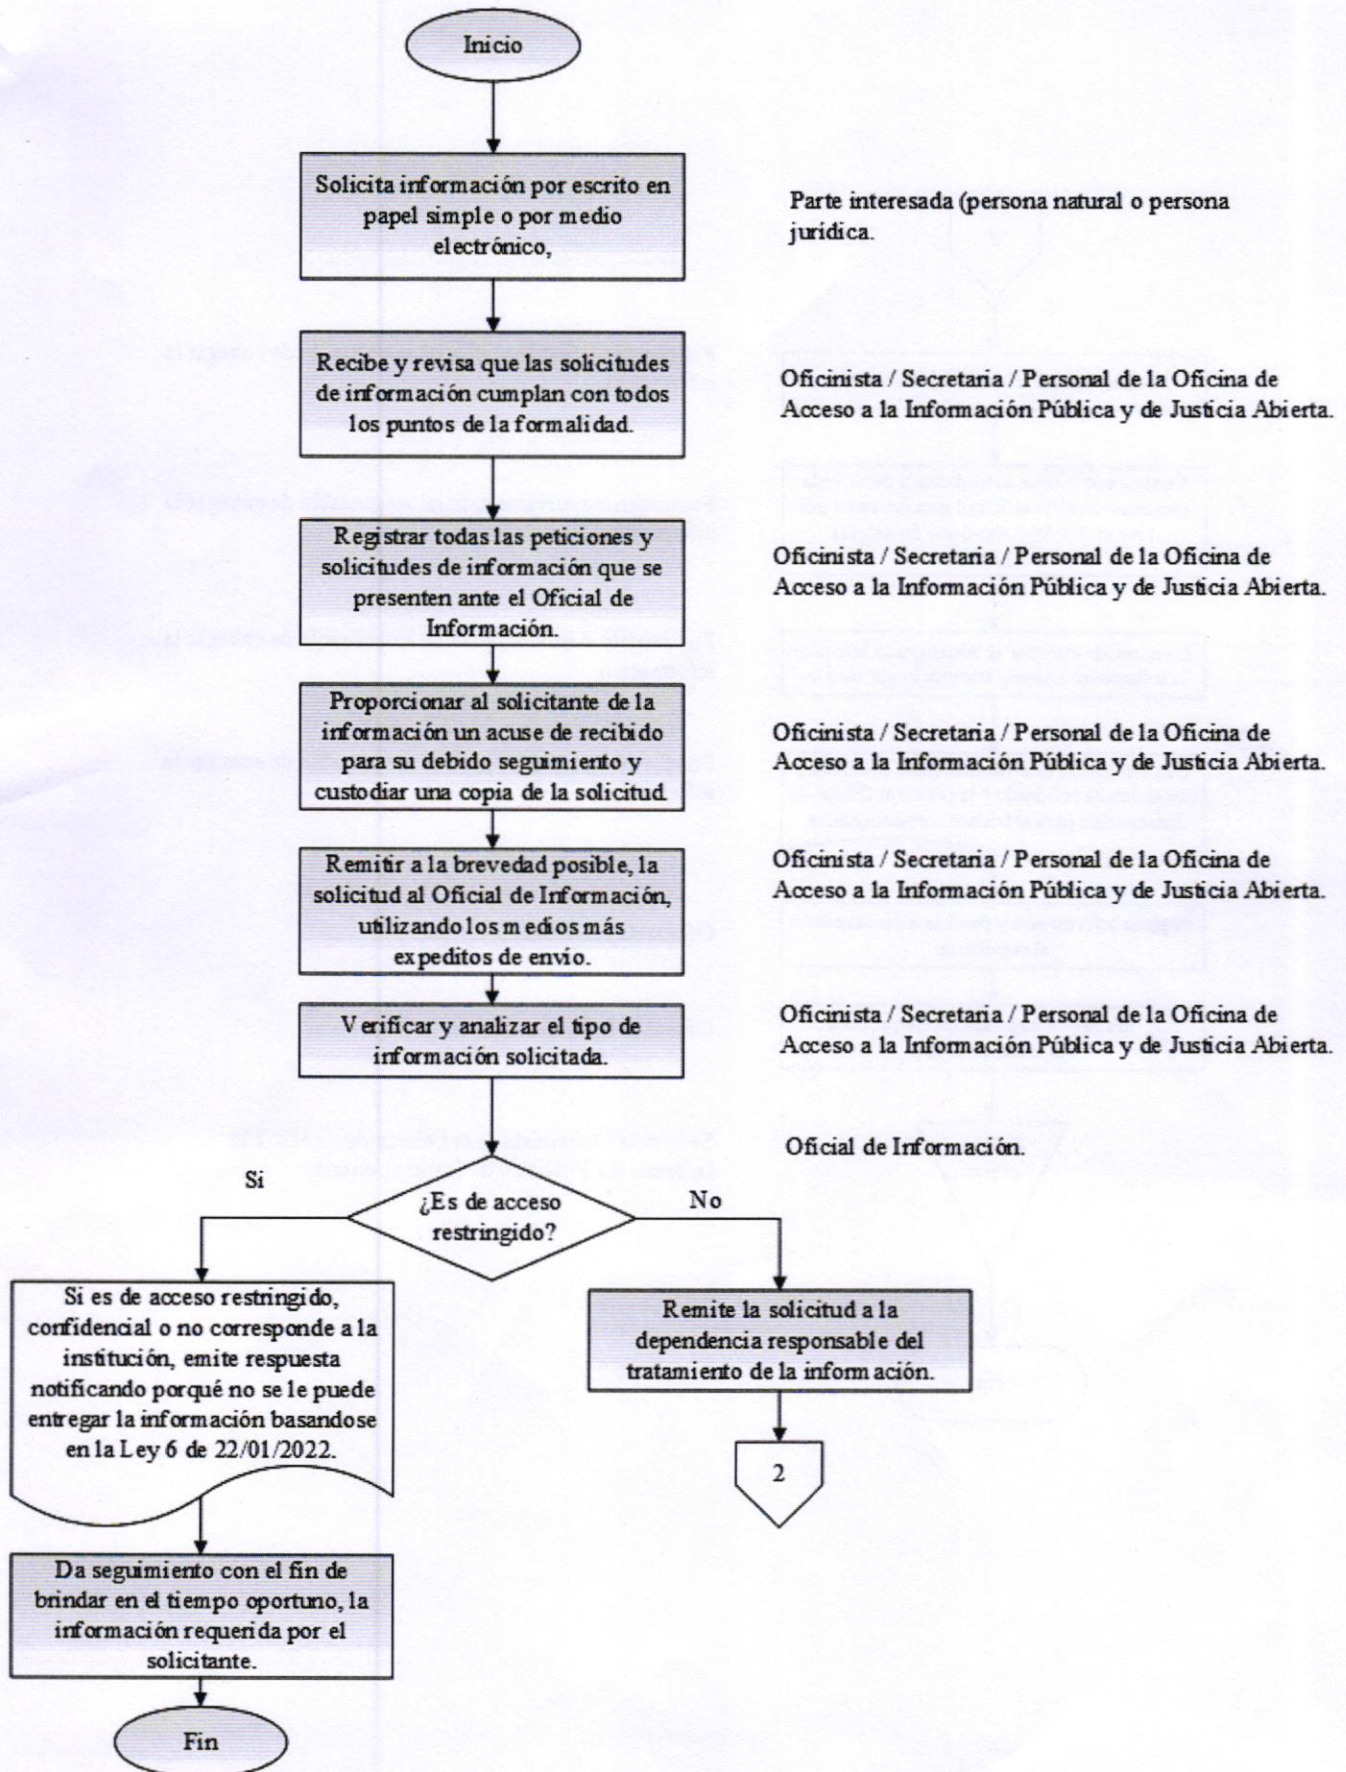 Inicio
Solicita información por escrito en
papel simple o por medio
electrónico,
Parte interesada (persona natural o persona
jurídica.
Recibe y revisa que las solicitudes
de información cumplan con todos
los puntos de la formalidad.
Oficinista / Secretaria / Personal de la Oficina de
Acceso a la Información Pública y de Justicia Abierta.
Registrar todas las peticiones y
solicitudes de información que se
presenten ante el Oficial de
Información.
Oficinista / Secretaria / Personal de la Oficina de
Acceso a la Información Pública y de Justicia Abierta.
Proporcionar al solicitante de la
información un acuse de recibido
para su debido seguimiento y
custodiar una copia de la solicitud
Oficinista / Secretaria / Personal de la Oficina de
Acceso a la Información Pública y de Justicia Abierta.
Remitir a la brevedad posible, la
solicitud al Oficial de Información,
utilizando los medios más
expeditos de envío.
Oficinista / Secretaria / Personal de la Oficina de
Acceso a la Información Pública y de Justicia Abierta.
Verificar y analizar el tipo de
información solicitada.
Oficinista / Secretaria / Personal de la Oficina de
Acceso a la Información Pública y de Justicia Abierta.
Oficial de Información.
¿Es de acceso
restringido?
Si
No
Si es de acceso restringido,
confidencial o no corresponde a la
institución, emite respuesta
notificando porqué no se le puede
entregar la información basandose
en la Ley 6 de 22/01/2022.
Remite la solicitud a la
dependencia responsable del
tratamiento de la información.
2
Da seguimiento con el fin de
brindar en el tiempo oportuno, la
información requerida por el
solicitante.
Fin